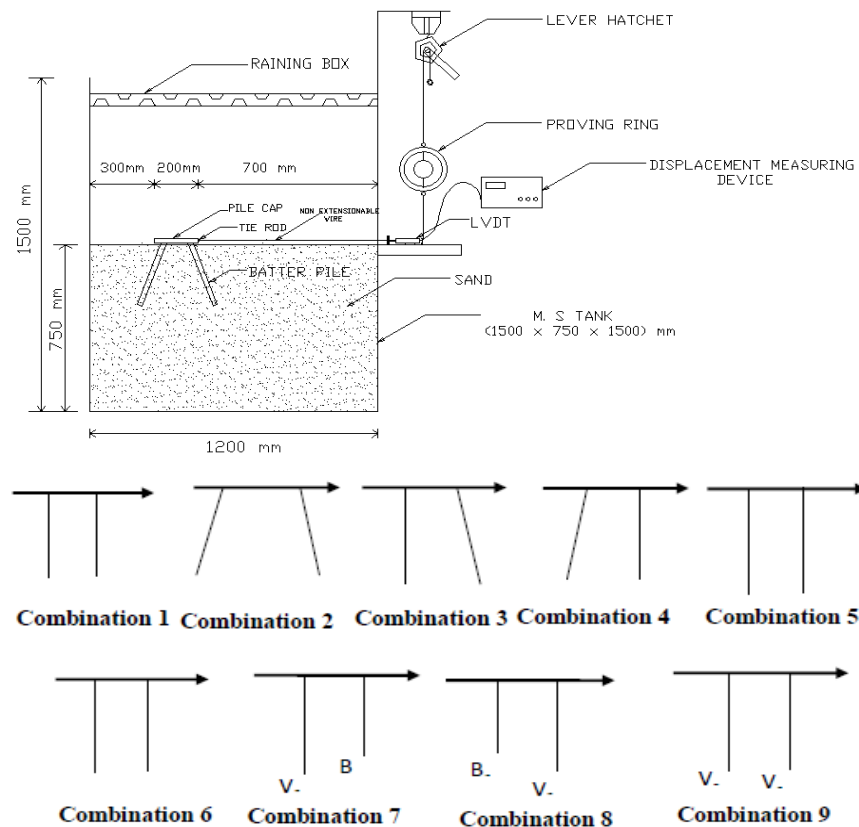 LEVER HATCHET
RAINING BOX
PROVING RING
300mm 200mm 700 mm
DISPLACEMENT MEASURING
DEVICE
1500 mm
PILE CAP
NON EXTENSIONABLE
WIRE
TIE ROD
LVDT
BATTER PILE
SAND
750 mm
M. S TANK
(1500 × 750 × 1500) mm
1200 mm
Combination 1 Combination 2 Combination 3 Combination 4 Combination 5
V- B B- V- V- V-
Combination 6 Combination 7 Combination 8 Combination 9